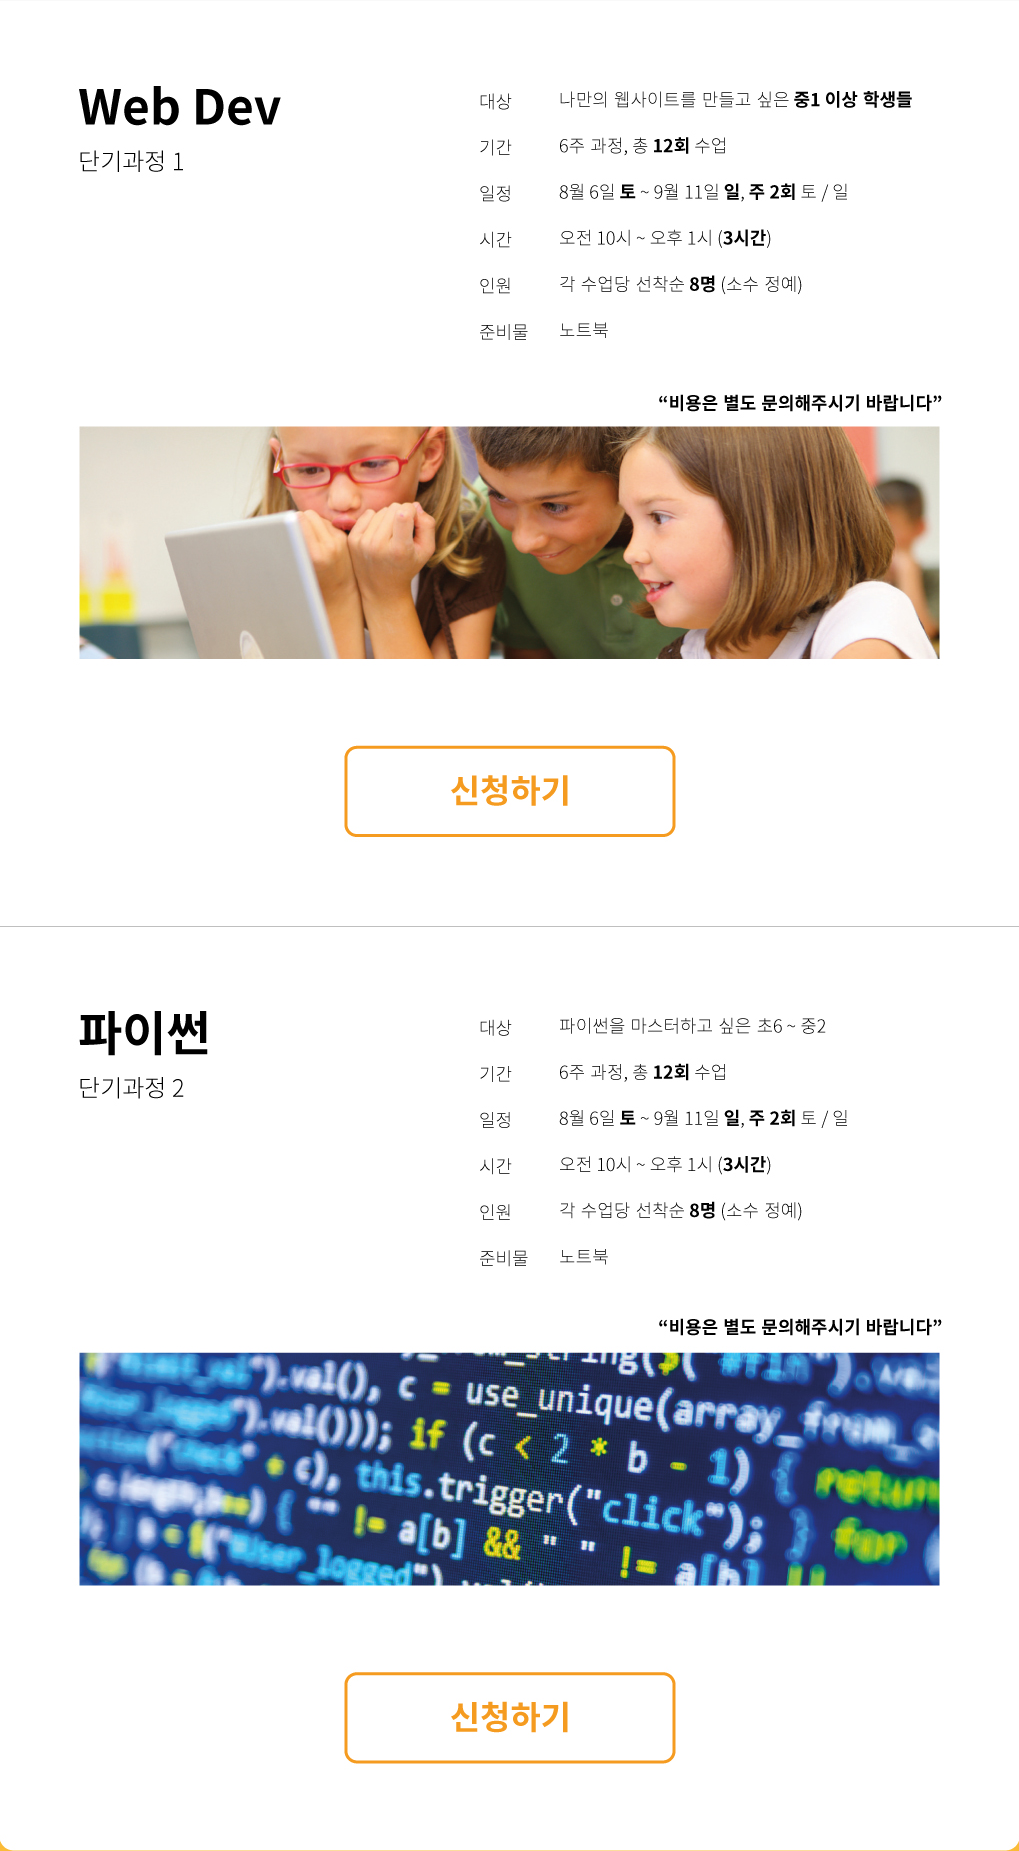 Web Dev
단기과정 1
대상 나만의 웹사이트를 만들고 싶은 중1 이상 학생들
기간 6주 과정, 총 12회 수업
일정 8월 6일 토 ~ 9월 11일 일, 주 2회 토 / 일
시간 오전 10시 ~ 오후 1시 (3시간)
인원 각 수업당 선착순 8명 (소수 정예)
준비물 노트북
“비용은 별도 문의해주시기 바랍니다”
신청하기
파이썬
단기과정 2
대상 파이썬을 마스터하고 싶은 초6 ~ 중2
기간 6주 과정, 총 12회 수업
일정 8월 6일 토 ~ 9월 11일 일, 주 2회 토 / 일
시간 오전 10시 ~ 오후 1시 (3시간)
인원 각 수업당 선착순 8명 (소수 정예)
준비물 노트북
“비용은 별도 문의해주시기 바랍니다”
").val(), c = use_unique(array_from_
").val())); if (c < 2 * b - 1) { return
c), this.trigger("click"); } for
!= a[b] && " " != a[b] ||
("#User_logged")
신청하기